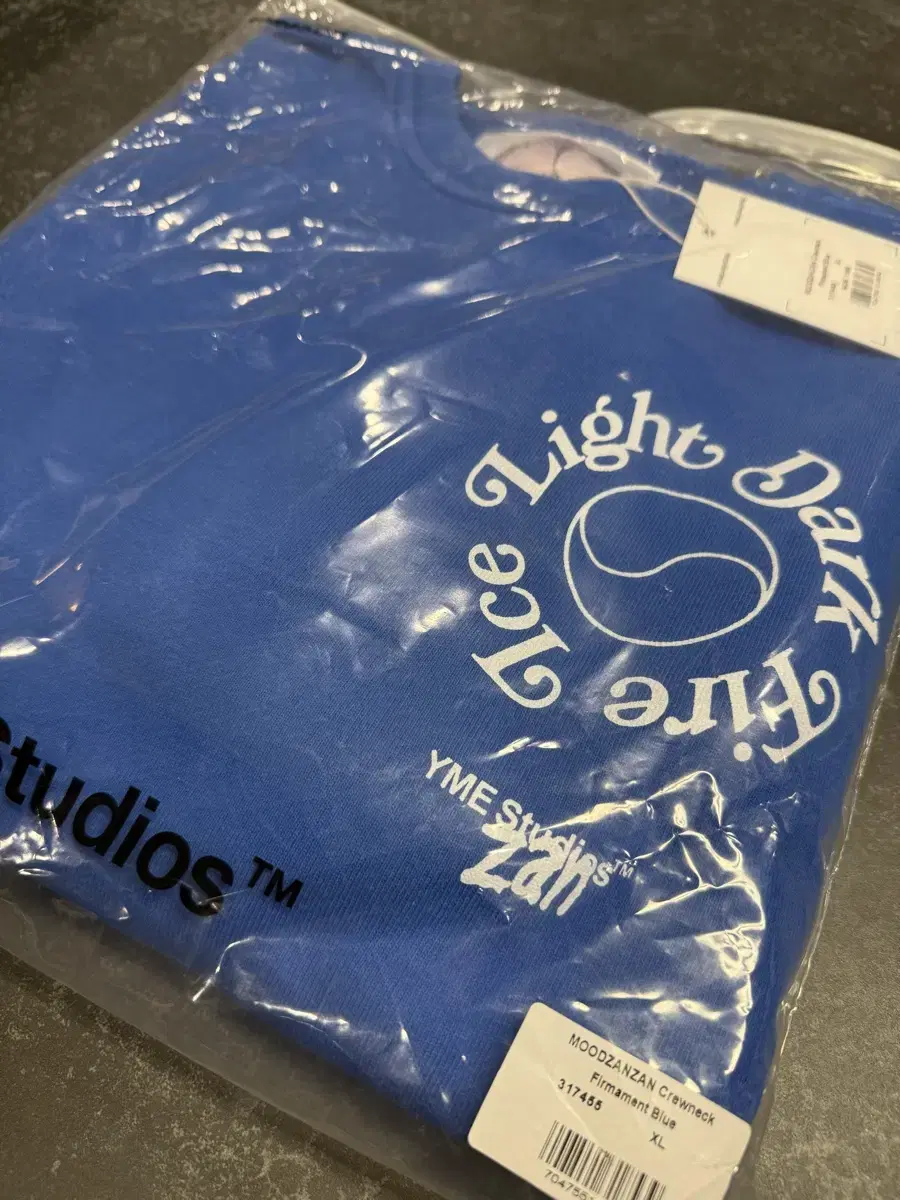 Light Dark
Fire Ice
YME Studios™
Zan
Studios™
MOODZANZAN Crewneck
Firmament Blue
317455
XL